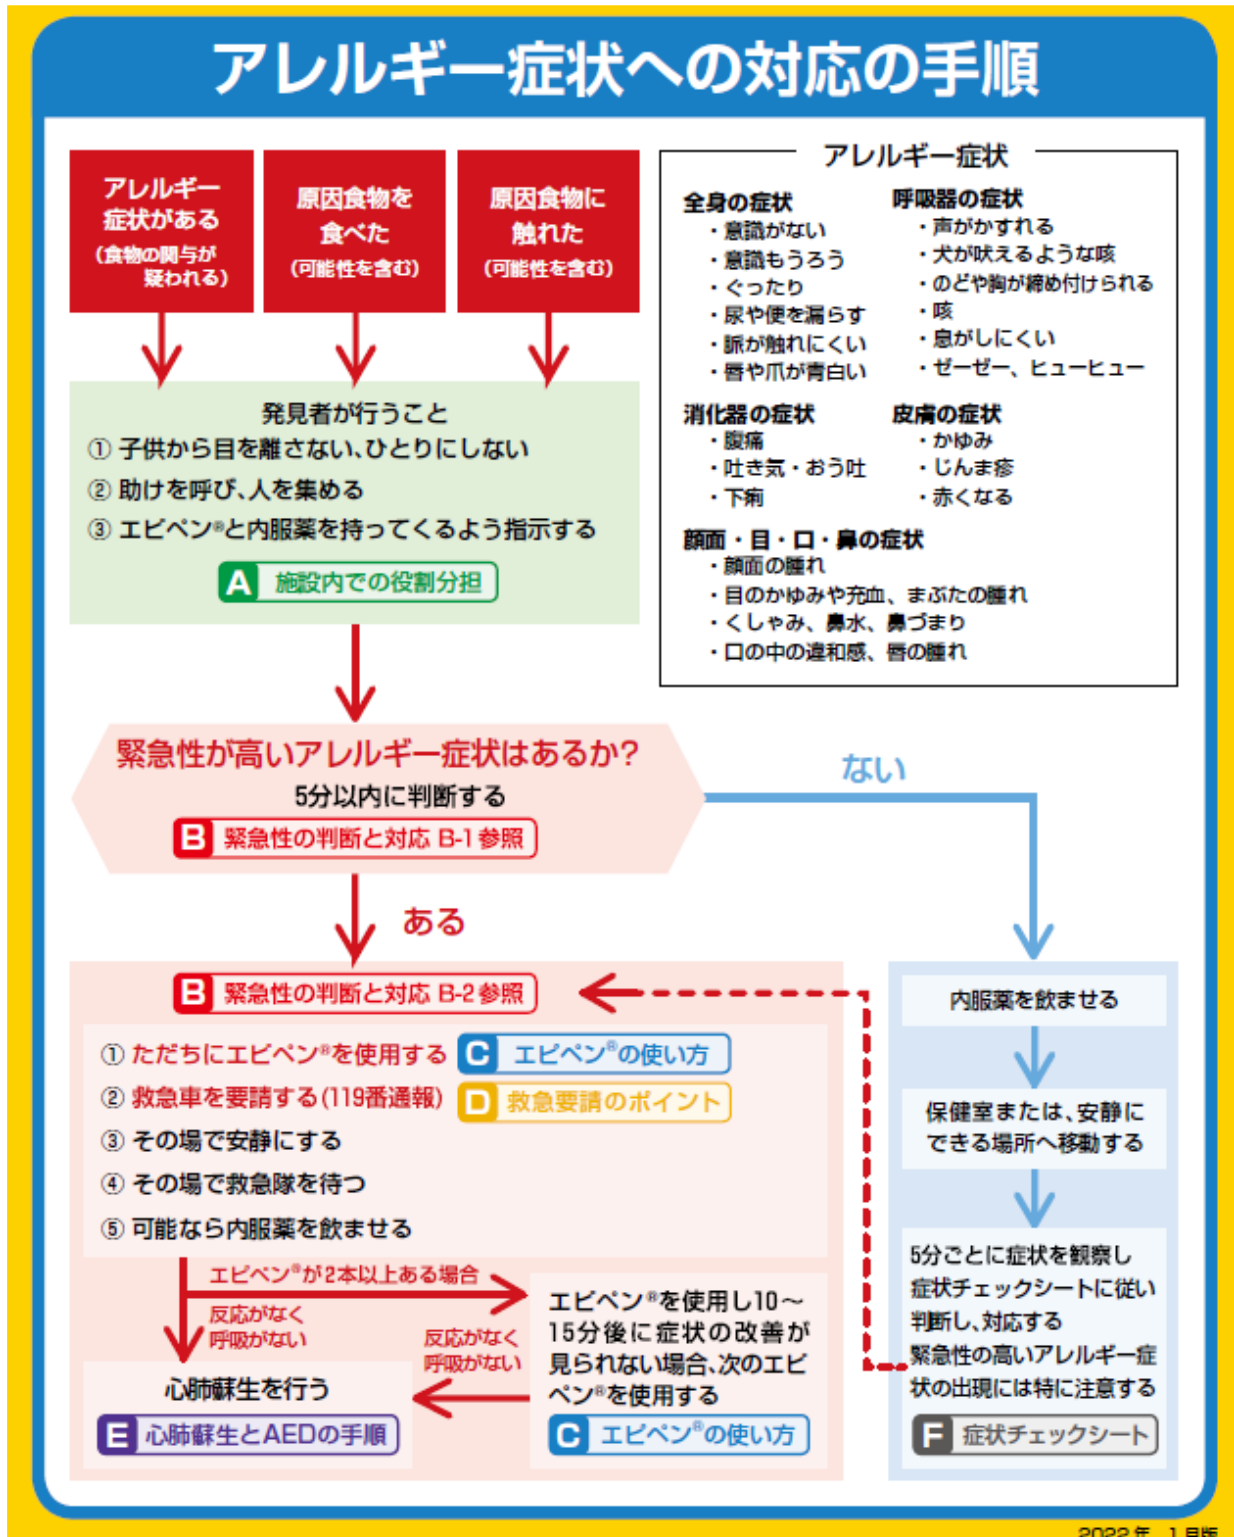 アレルギー症状への対応の手順
アレルギー
症状がある
(食物の関与が
疑われる)
原因食物を
食べた
(可能性を含む)
原因食物に
触れた
(可能性を含む)
アレルギー症状
全身の症状
・意識がない
・意識もうろう
・ぐったり
・尿や便を漏らす
・脈が触れにくい
・唇や爪が青白い
呼吸器の症状
・声がかすれる
・犬が吠えるような咳
・のどや胸が締め付けられる
・咳
・息がしにくい
・ゼーゼー、ヒューヒュー
消化器の症状
・腹痛
・吐き気・おう吐
・下痢
皮膚の症状
・かゆみ
・じんま疹
・赤くなる
顔面・目・口・鼻の症状
・顔面の腫れ
・目のかゆみや充血、まぶたの腫れ
・くしゃみ、鼻水、鼻づまり
・口の中の違和感、唇の腫れ
発見者が行うこと
① 子供から目を離さない、ひとりにしない
② 助けを呼び、人を集める
③ エピペン®と内服薬を持ってくるよう指示する
A 施設内での役割分担
緊急性が高いアレルギー症状はあるか?
5分以内に判断する
B 緊急性の判断と対応 B-1参照
ない
ある
B 緊急性の判断と対応 B-2参照
① ただちにエピペン®を使用する C エピペン®の使い方
② 救急車を要請する(119番通報) D 救急要請のポイント
③ その場で安静にする
④ その場で救急隊を待つ
⑤ 可能なら内服薬を飲ませる
エピペン®が2本以上ある場合
反応がなく
呼吸がない
エピペン®を使用し10~
15分後に症状の改善が
見られない場合、次のエピ
ペン®を使用する
C エピペン®の使い方
反応がなく
呼吸がない
心肺蘇生を行う
E 心肺蘇生とAEDの手順
内服薬を飲ませる
保健室または、安静に
できる場所へ移動する
5分ごとに症状を観察し
症状チェックシートに従い
判断し、対応する
緊急性の高いアレルギー症
状の出現には特に注意する
F 症状チェックシート
2022年 1月版